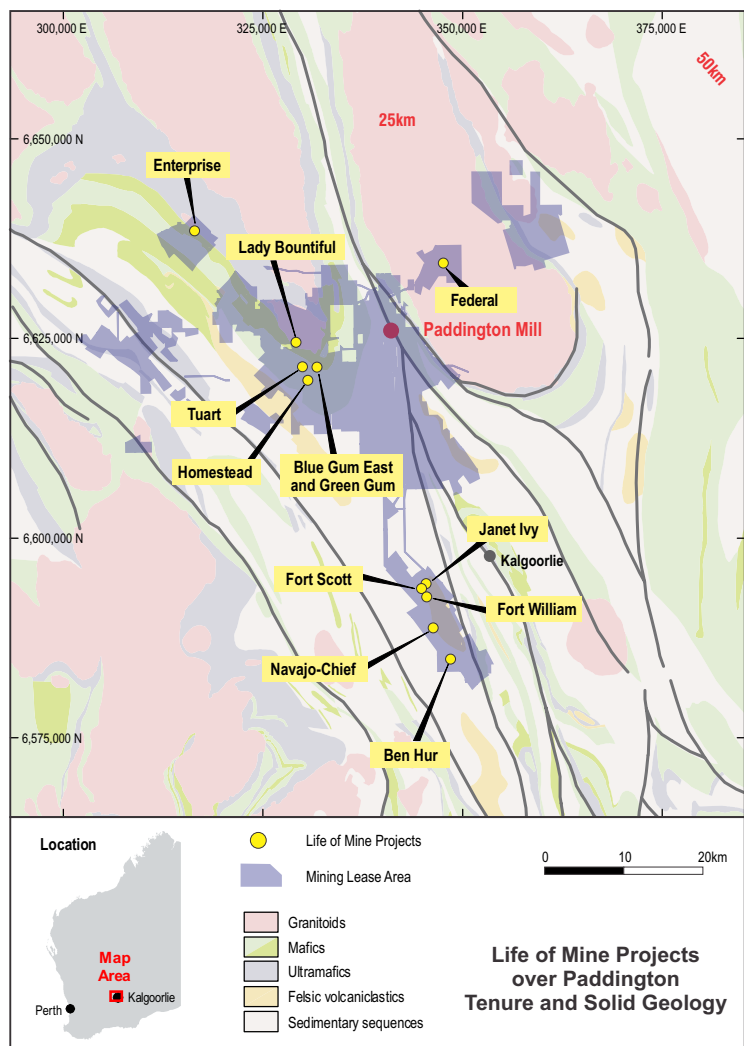 300,000 E
325,000 E
350,000 E
375,000 E
50km
25km
6,650,000 N
Enterprise
Lady Bountiful
Federal
6,625,000 N
Paddington Mill
Tuart
Homestead
Blue Gum East
and Green Gum
6,600,000 N
Janet Ivy
Kalgoorlie
Fort Scott
Fort William
Navajo-Chief
6,575,000 N
Ben Hur
Location
Map
Area
Kalgoorlie
Perth
Life of Mine Projects
Mining Lease Area
Granitoids
Mafics
Ultramafics
Felsic volcaniclastics
Sedimentary sequences
0 10 20km
Life of Mine Projects
over Paddington
Tenure and Solid Geology